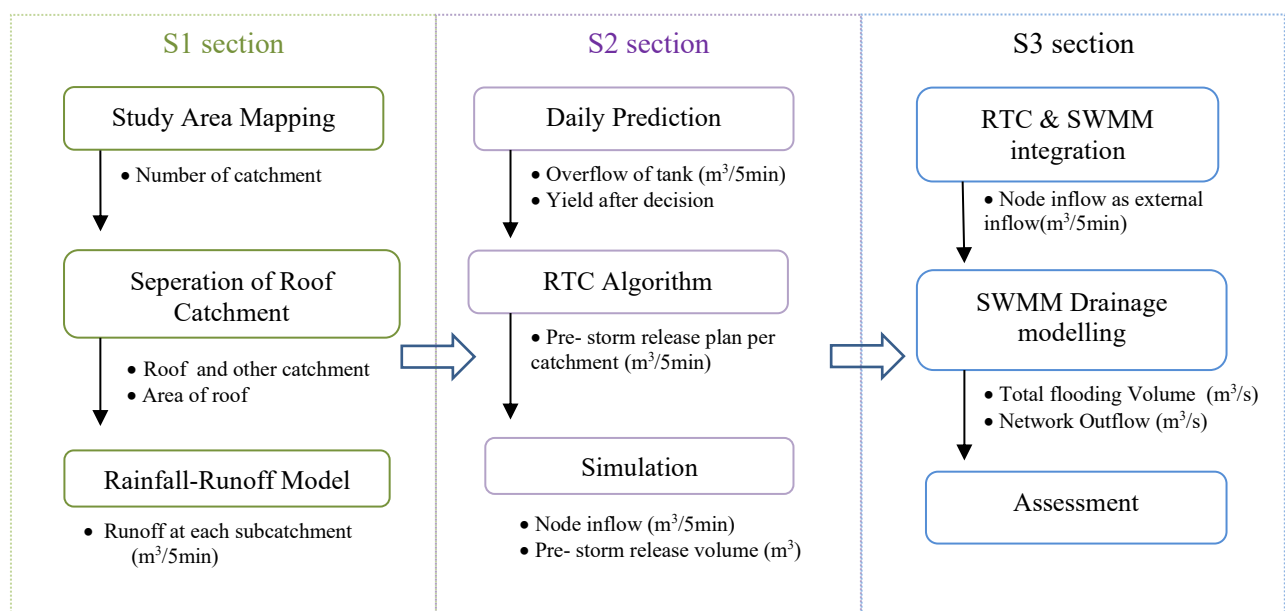 S1 section
Study Area Mapping
• Number of catchment
Seperation of Roof
Catchment
• Roof and other catchment
• Area of roof
Rainfall-Runoff Model
• Runoff at each subcatchment
(m³/5min)
S2 section
Daily Prediction
• Overflow of tank (m³/5min)
• Yield after decision
RTC Algorithm
• Pre- storm release plan per
catchment (m³/5min)
Simulation
• Node inflow (m³/5min)
• Pre- storm release volume (m³)
S3 section
RTC & SWMM
integration
• Node inflow as external
inflow(m³/5min)
SWMM Drainage
modelling
• Total flooding Volume (m³/s)
• Network Outflow (m³/s)
Assessment